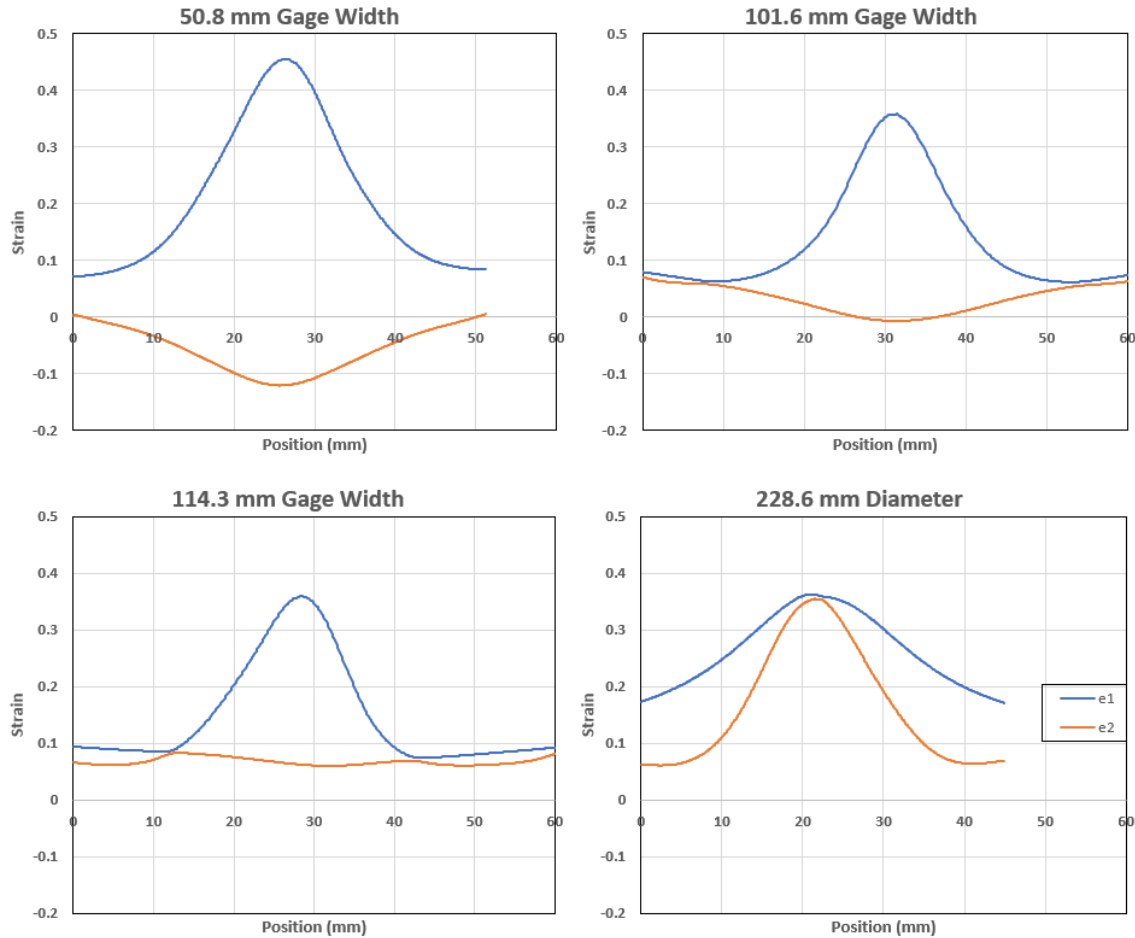 50.8 mm Gage Width
0.5
0.4
0.3
0.2
0.1
0
-0.1
-0.2
Strain
0 10 20 30 40 50 60
Position (mm)
101.6 mm Gage Width
0.5
0.4
0.3
0.2
0.1
0
-0.1
-0.2
Strain
0 10 20 30 40 50 60
Position (mm)
114.3 mm Gage Width
0.5
0.4
0.3
0.2
0.1
0
-0.1
-0.2
Strain
0 10 20 30 40 50 60
Position (mm)
228.6 mm Diameter
0.5
0.4
0.3
0.2
0.1
0
-0.1
-0.2
Strain
0 10 20 30 40 50 60
Position (mm)
e1
e2